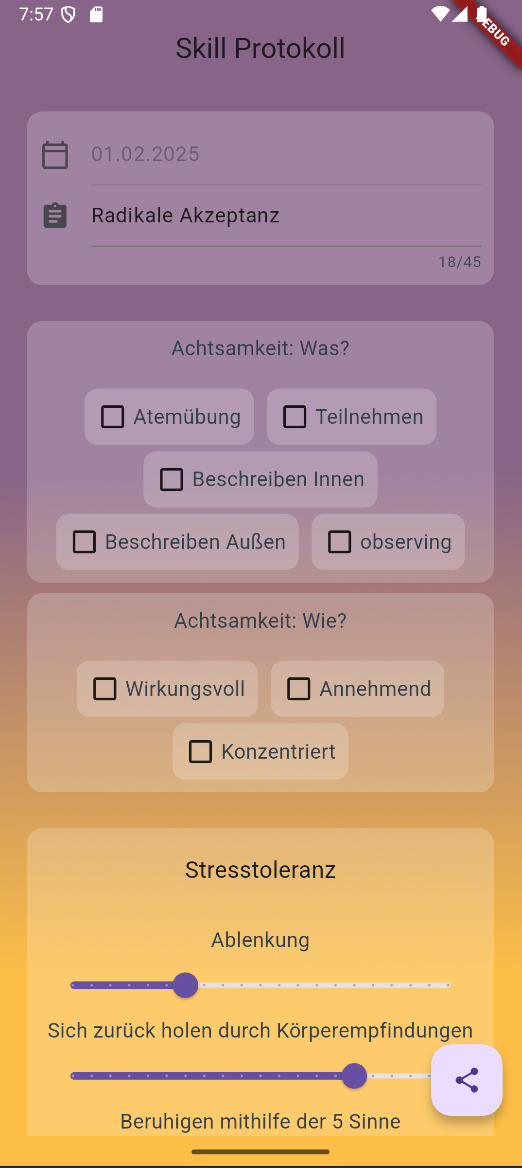 7:57
DEBUG
Skill Protokoll
01.02.2025
Radikale Akzeptanz
18/45
Achtsamkeit: Was?
Atemübung Teilnehmen
Beschreiben Innen
Beschreiben Außen observing
Achtsamkeit: Wie?
Wirkungsvoll Annehmend
Konzentriert
Stresstoleranz
Ablenkung
Sich zurück holen durch Körperempfindungen
Beruhigen mithilfe der 5 Sinne